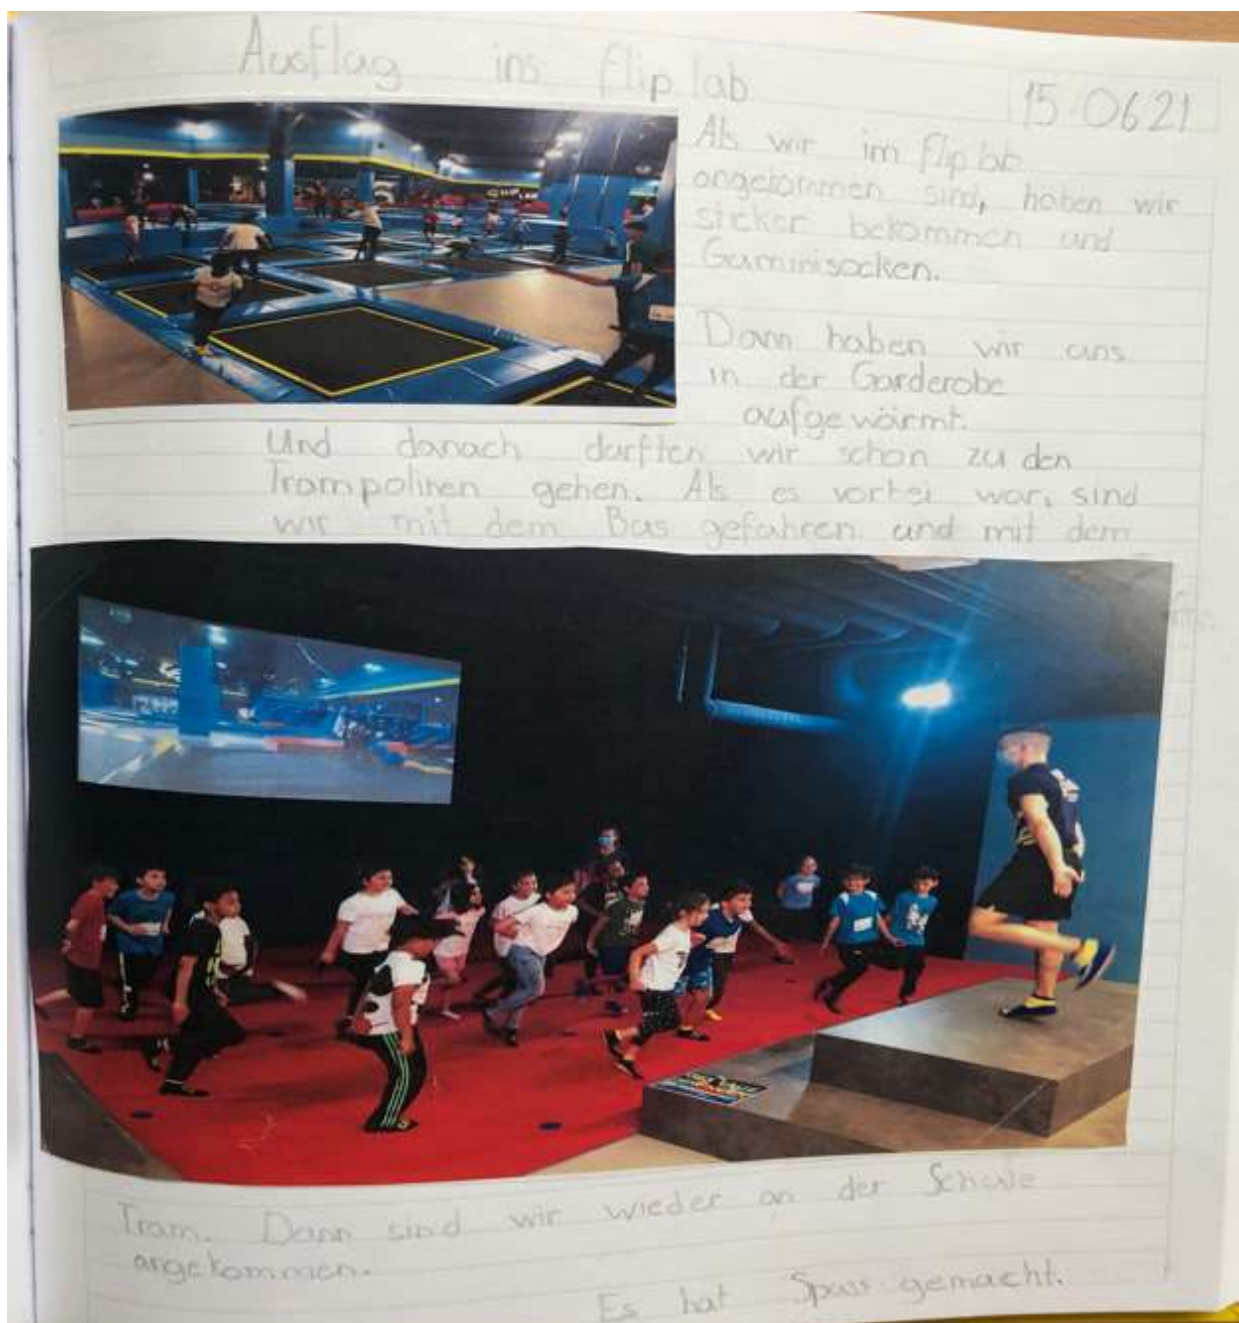 Ausflug ins flip lab
15.06.21
Als wir im flip lab
angekommen sind, haben wir
sticker bekommen und
Gummisocken.
Dann haben wir uns
in der Garderobe
aufgewärmt.
Und danach durften wir schon zu den
Trampolinen gehen. Als es vorbei war, sind
wir mit dem Bus gefahren und mit dem
Tram. Dann sind wir wieder an der Schule
angekommen.
Es hat Spass gemacht.